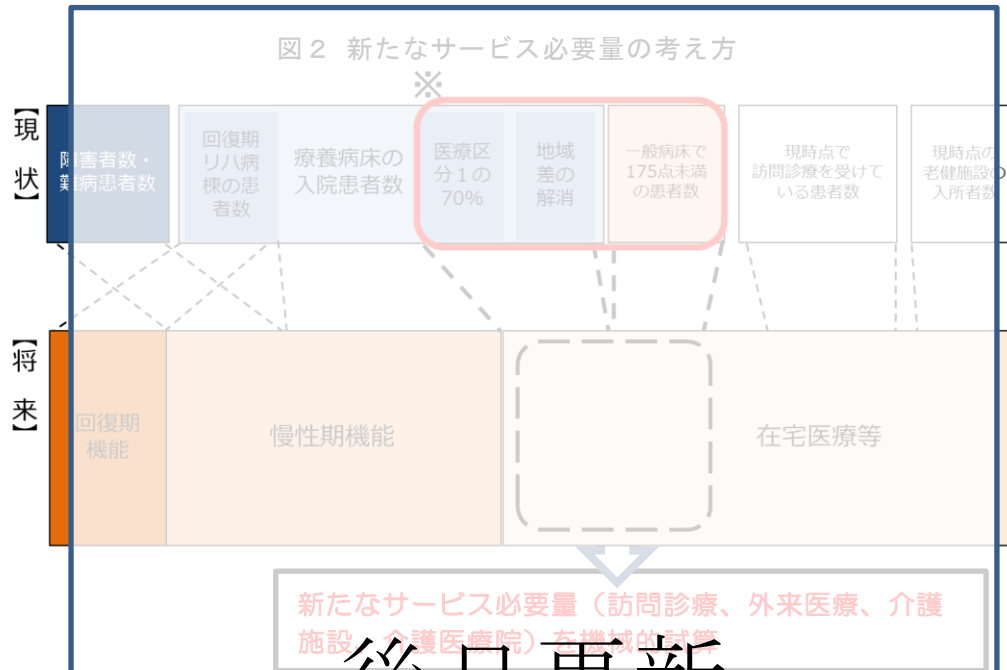 図２ 新たなサービス必要量の考え方
※
【現状】
障害者数・
難病患者数
回復期
リハ病
棟の患
者数
療養病床の
入院患者数
医療区
分１の
70%
地域
差の
解消
一般病床で
175点未満
の患者数
現時点で
訪問診療を受けて
いる患者数
現時点の
老健施設の
入所者数
【将来】
回復期
機能
慢性期機能
在宅医療等
新たなサービス必要量（訪問診療、外来医療、介護
施設、介護医療院）を機械的試算
後日更新